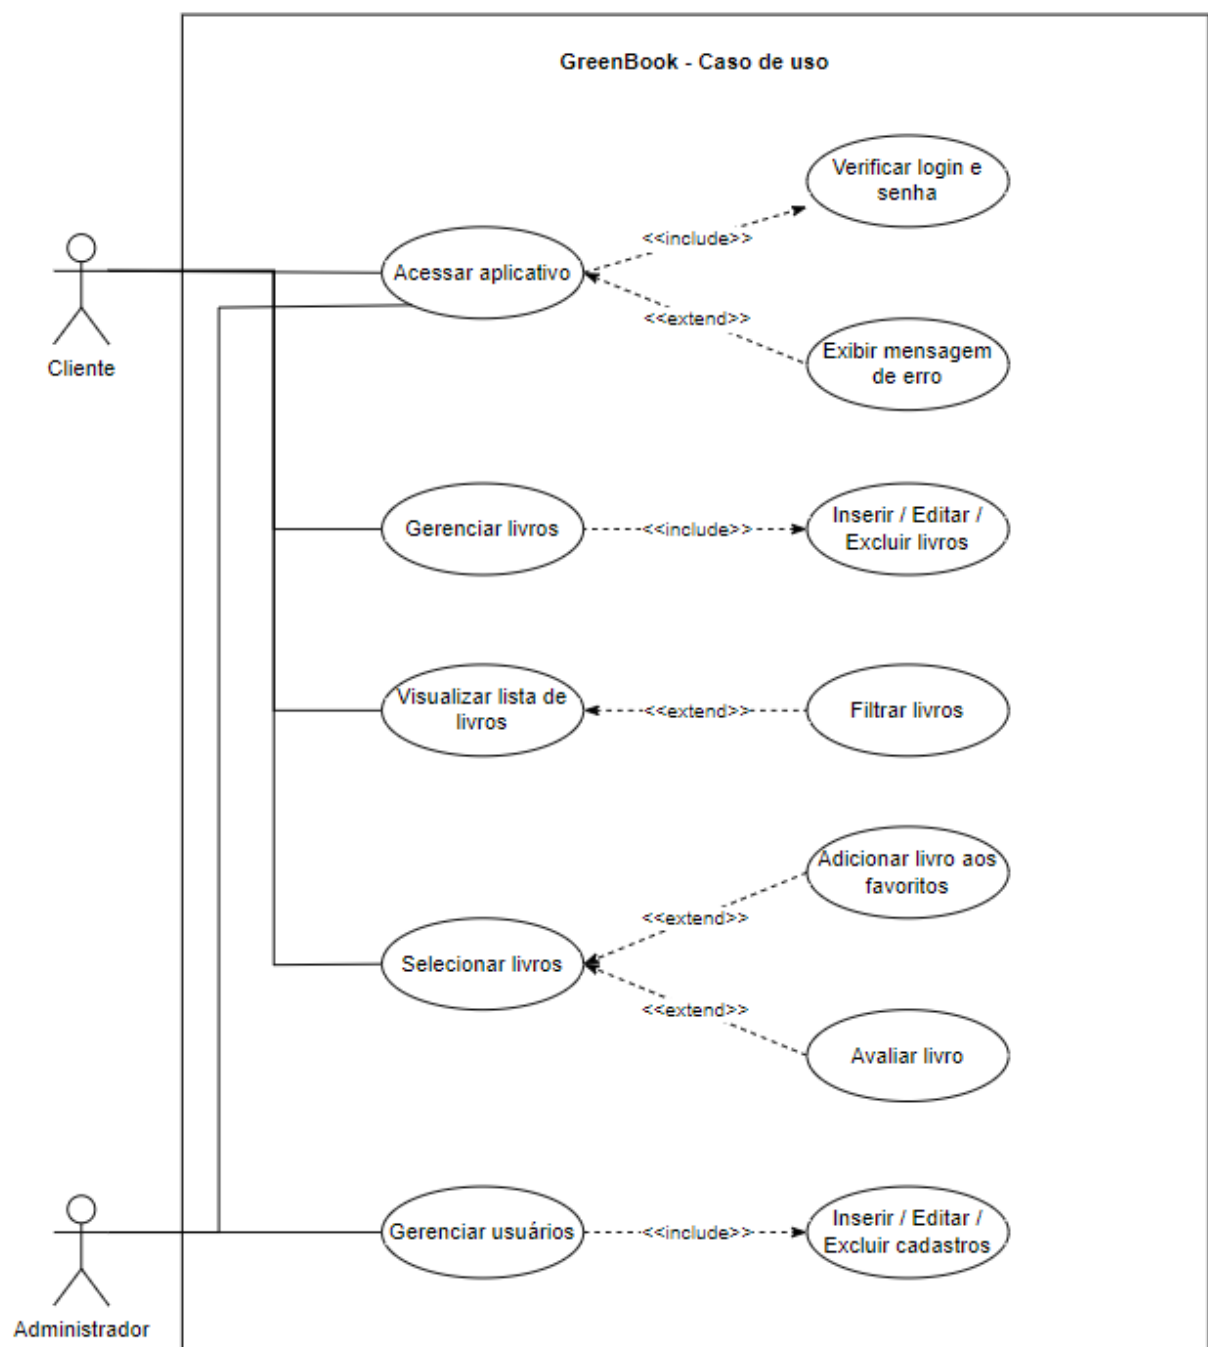 GreenBook - Caso de uso
Verificar login e
senha
<<include>>
Acessar aplicativo
<<extend>>
Exibir mensagem
de erro
Cliente
Gerenciar livros
<<include>>
Inserir / Editar /
Excluir livros
Visualizar lista de
livros
<<extend>>
Filtrar livros
Adicionar livro aos
favoritos
<<extend>>
Selecionar livros
<<extend>>
Avaliar livro
Gerenciar usuários
<<include>>
Inserir / Editar /
Excluir cadastros
Administrador